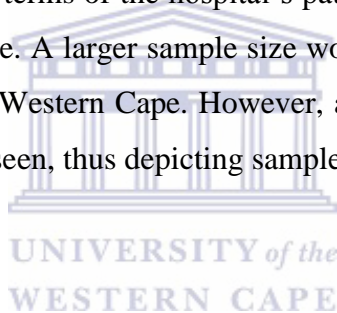 terms of the hospital's pat
e. A larger sample size wo
Western Cape. However, a
seen, thus depicting sample
UNIVERSITY of the
WESTERN CAPE